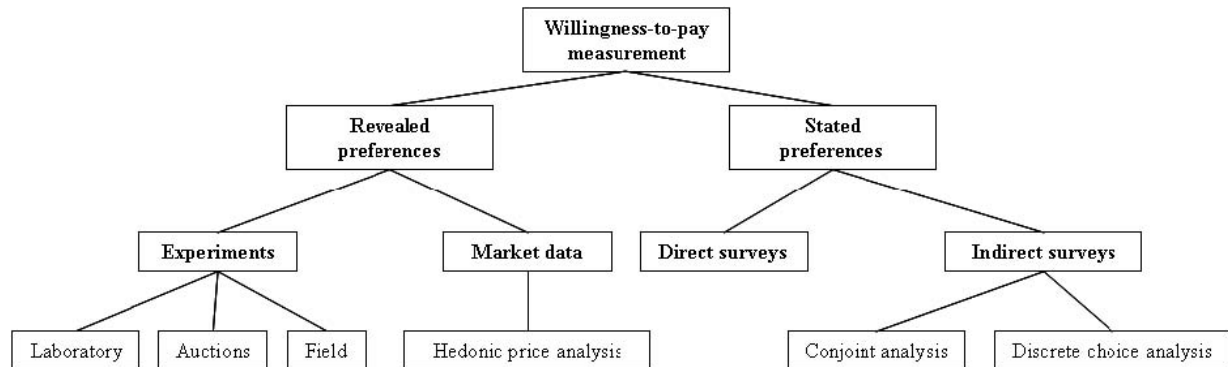 Willingness-to-pay
measurement
Revealed
preferences
Stated
preferences
Experiments
Market data
Direct surveys
Indirect surveys
Laboratory
Auctions
Field
Hedonic price analysis
Conjoint analysis
Discrete choice analysis